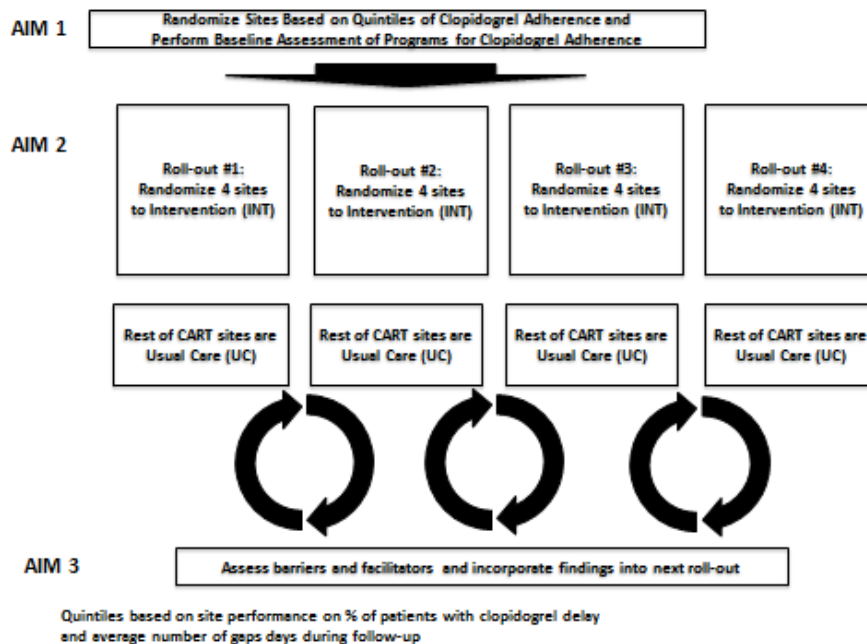 AIM 1
Randomize Sites Based on Quintiles of Clopidogrel Adherence and
Perform Baseline Assessment of Programs for Clopidogrel Adherence
AIM 2
Roll-out #1:
Randomize 4 sites
to Intervention (INT)
Roll-out #2:
Randomize 4 sites
to Intervention (INT)
Roll-out #3:
Randomize 4 sites
to Intervention (INT)
Roll-out #4:
Randomize 4 sites
to Intervention (INT)
Rest of CART sites are
Usual Care (UC)
Rest of CART sites are
Usual Care (UC)
Rest of CART sites are
Usual Care (UC)
Rest of CART sites are
Usual Care (UC)
AIM 3
Assess barriers and facilitators and incorporate findings into next roll-out
Quintiles based on site performance on % of patients with clopidogrel delay
and average number of gaps days during follow-up